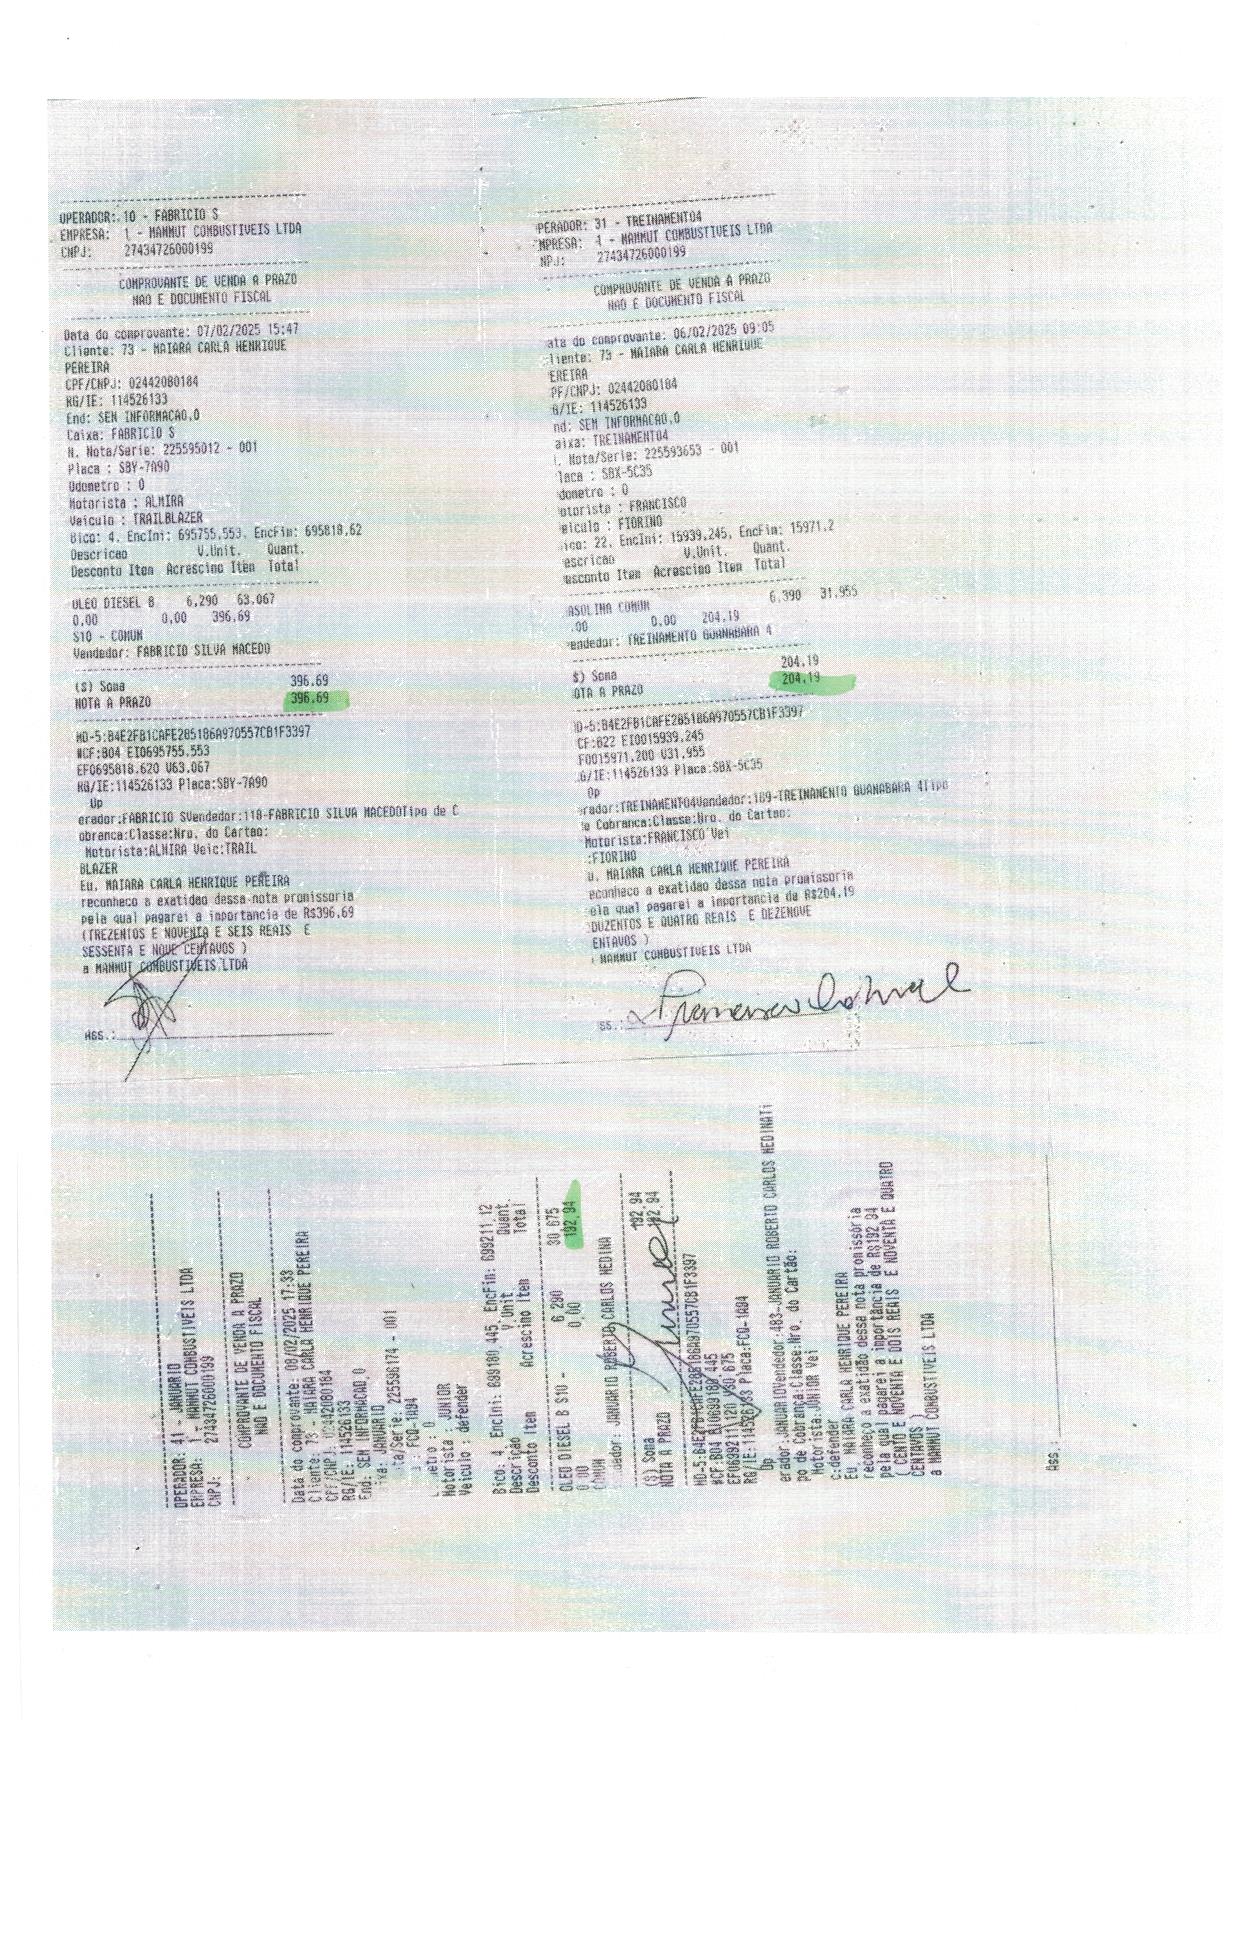 OPERADOR: 10 - FABRICIO S
EMPRESA: 1 - MAMMUT COMBUSTIVEIS LTDA
CNPJ: 27434726000199
COMPROVANTE DE VENDA A PRAZO
NAO E DOCUMENTO FISCAL
Data do comprovante: 07/02/2025 15:47
Cliente: 73 - MAIARA CARLA HENRIQUE
PEREIRA
CPF/CNPJ: 02442080184
RG/IE: 114526133
End: SEM INFORMACAO,0
Caixa: FABRICIO S
N. Nota/Serie: 225595012 - 001
Placa : SBY-7A90
Odometro : 0
Motorista : ALMIRA
Veiculo : TRAILBLAZER
Bico: 4, EncIni: 695755,553, EncFin: 695818,62
Descricao V.Unit. Quant.
Desconto Item Acrescimo Item Total
OLEO DIESEL B 6,290 63.067
0,00 0,00 396,69
S10 - COMUM
Vendedor: FABRICIO SILVA MACEDO
($) Soma 396.69
NOTA A PRAZO 396.69
MD-5:B4E2FB1CAFE285186A970557CB1F3397
#CF:B04 EI0695755.553
EF0695818.620 V63.067
RG/IE:114526133 Placa:SBY-7A90
Op
erador:FABRICIO SVendedor:118-FABRICIO SILVA MACEDOTipo de C
obranca:Classe:Nro. do Cartao:
Motorista:ALMIRA Veic:TRAIL
BLAZER
Eu, MAIARA CARLA HENRIQUE PEREIRA
reconheco a exatidao dessa nota promissoria
pela qual pagarei a importancia de R$396,69
(TREZENTOS E NOVENTA E SEIS REAIS E
SESSENTA E NOVE CENTAVOS )
a MAMMUT COMBUSTIVEIS LTDA
Ass.:
PERADOR: 31 - TREINAMENTO4
MPRESA: 1 - MAMMUT COMBUSTIVEIS LTDA
NPJ: 27434726000199
COMPROVANTE DE VENDA A PRAZO
NAO E DOCUMENTO FISCAL
ata do comprovante: 06/02/2025 09:05
liente: 73 - MAIARA CARLA HENRIQUE
EREIRA
PF/CNPJ: 02442080184
G/IE: 114526133
nd: SEM INFORMACAO,0
aixa: TREINAMENTO4
. Nota/Serie: 225593653 - 001
laca : SBX-5C35
dometro : 0
otorista : FRANCISCO
eiculo : FIORINO
ico: 22, EncIni: 15939,245, EncFin: 15971,2
escricao V.Unit. Quant.
esconto Item Acrescimo Item Total
ASOLINA COMUM 6,390 31,955
.00 0,00 204,19
endedor: TREINAMENTO GUANABARA 4
204.19
$) Soma 204.19
OTA A PRAZO
D-5:B4E2FB1CAFE285186A970557CB1F3397
CF:B22 EI0015939,245
F0015971,200 V31,955
G/IE:114526133 Placa:SBX-5C35
Op
erador:TREINAMENTO4Vendedor:189-TREINAMENTO GUANABARA 4Tipo
e Cobranca:Classe:Nro. do Cartao:
Motorista:FRANCISCO Vei
:FIORINO
u, MAIARA CARLA HENRIQUE PEREIRA
econheco a exatidao dessa nota promissoria
ela qual pagarei a importancia de R$204,19
DUZENTOS E QUATRO REAIS E DEZENOVE
ENTAVOS )
MAMMUT COMBUSTIVEIS LTDA
ss.:
OPERADOR: 41 - JANUARIO
EMPRESA: 1 - MAMMUT COMBUSTIVEIS LTDA
CNPJ: 27434726000199
COMPROVANTE DE VENDA A PRAZO
NAO E DOCUMENTO FISCAL
Data do comprovante: 08/02/2025 17:33
Cliente: 73 - MAIARA CARLA HENRIQUE PEREIRA
CPF/CNPJ: 02442080184
RG/IE: 114526133
End: SEM INFORMACAO,0
ixa: JANUARIO
ta/Serie: 225596174 - 001
FCQ-1A94
etro : 0
Motorista : JUNIOR
Veiculo : defender
Bico: 4, EncIni: 699180,445, EncFin: 699211,12
Descrição V.Unit. Quant.
Desconto Item Acrescimo Item Total
OLEO DIESEL B S10 - 6,290 30,675
0,00 0,00 192,94
COMUM
dedor: JANUARIO ROBERTO CARLOS MEDINA
($) Soma 192,94
NOTA A PRAZO 192,94
MD-5:B4E2FB1CAFE285186A970557CB1F3397
#CF:B04 EI0699180,445
EF0699211,120 V30,675
RG/IE:114526133 Placa:FCQ-1A94
Op
erador:JANUARIOVendedor:483-JANUARIO ROBERTO CARLOS MEDINATi
po de Cobranca:Classe:Nro. do Cartão:
Motorista:JUNIOR Vei
c:defender
Eu, MAIARA CARLA HENRIQUE PEREIRA
reconheço a exatidão dessa nota promissória
pela qual pagarei a importância de R$192,94
( CENTO E NOVENTA E DOIS REAIS E NOVENTA E QUATRO
CENTAVOS )
a MAMMUT COMBUSTIVEIS LTDA
Ass.: